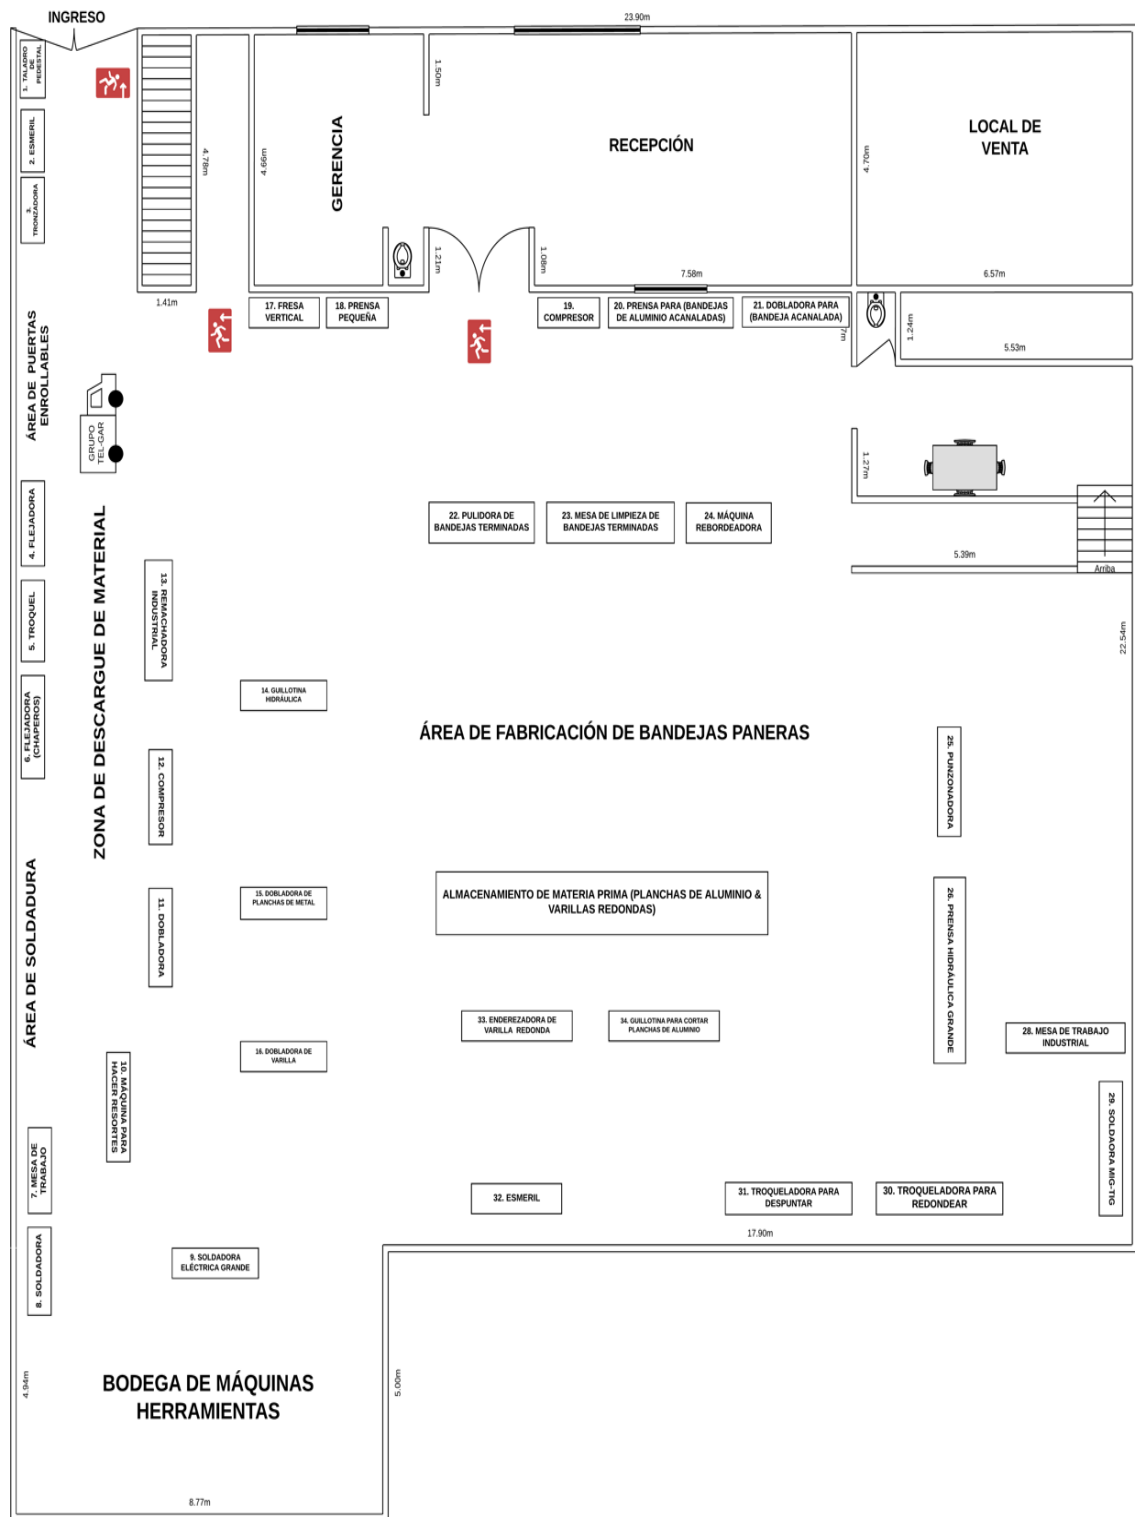 INGRESO
23.90m
1. TALADRO
DE
PEDESTAL
2. ESMERIL
3.
TRONZADORA
4.78m
4.66m
GERENCIA
1.50m
RECEPCIÓN
4.70m
LOCAL DE
VENTA
1.21m
1.08m
7.58m
6.57m
1.41m
17. FRESA
VERTICAL
18. PRENSA
PEQUEÑA
19.
COMPRESOR
20. PRENSA PARA (BANDEJAS
DE ALUMINIO ACANALADAS)
21. DOBLADORA PARA
(BANDEJA ACANALADA)
7m
1.24m
5.53m
ÁREA DE PUERTAS
ENROLLABLES
GRUPO
TEL-GAR
1.27m
4. FLEJADORA
22. PULIDORA DE
BANDEJAS TERMINADAS
23. MESA DE LIMPIEZA DE
BANDEJAS TERMINADAS
24. MÁQUINA
REBORDEADORA
5.39m
Arriba
ZONA DE DESCARGUE DE MATERIAL
13. REMACHADORA
INDUSTRIAL
5. TROQUEL
22.54m
14. GUILLOTINA
HIDRÁULICA
6. FLEJADORA
(CHAPEROS)
ÁREA DE FABRICACIÓN DE BANDEJAS PANERAS
12. COMPRESOR
25. PUNZONADORA
ÁREA DE SOLDADURA
11. DOBLADORA
15. DOBLADORA DE
PLANCHAS DE METAL
ALMACENAMIENTO DE MATERIA PRIMA (PLANCHAS DE ALUMINIO &
VARILLAS REDONDAS)
26. PRENSA HIDRÁULICA GRANDE
33. ENDEREZADORA DE
VARILLA REDONDA
34. GUILLOTINA PARA CORTAR
PLANCHAS DE ALUMINIO
28. MESA DE TRABAJO
INDUSTRIAL
16. DOBLADORA DE
VARILLA
10. MÁQUINA PARA
HACER RESORTES
29. SOLDAORA MIG-TIG
7. MESA DE
TRABAJO
32. ESMERIL
31. TROQUELADORA PARA
DESPUNTAR
30. TROQUELADORA PARA
REDONDEAR
17.90m
8. SOLDADORA
9. SOLDADORA
ELÉCTRICA GRANDE
4.94m
BODEGA DE MÁQUINAS
HERRAMIENTAS
5.00m
8.77m